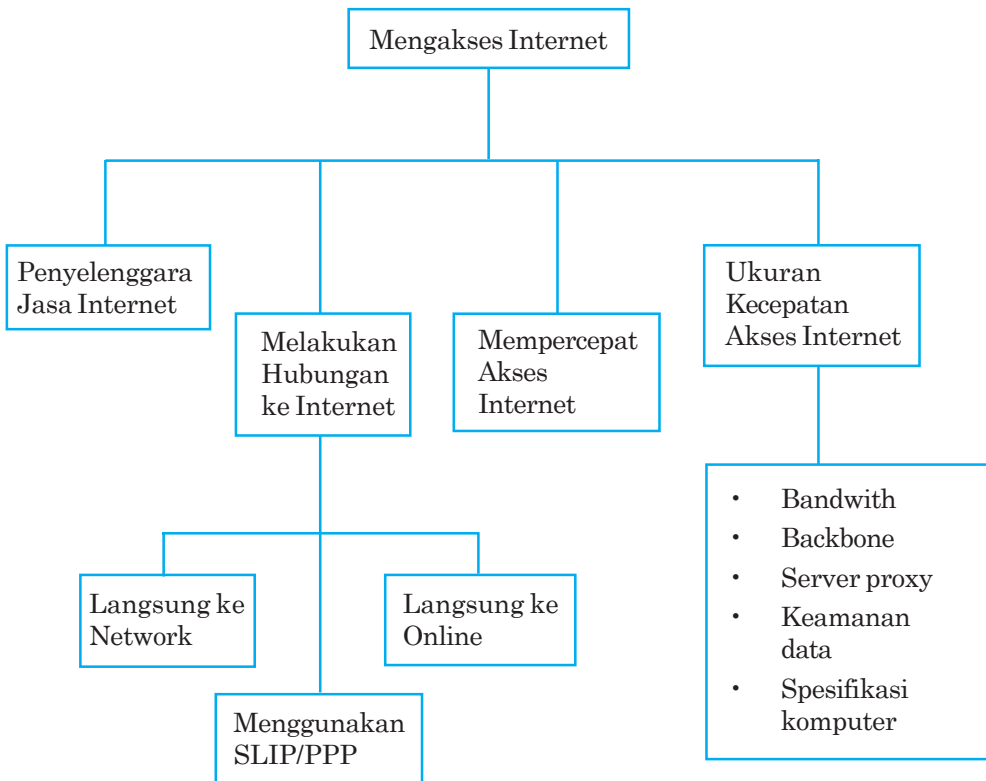 Mengakses Internet
Penyelenggara
Jasa Internet
Melakukan
Hubungan
ke Internet
Mempercepat
Akses
Internet
Ukuran
Kecepatan
Akses Internet
Langsung ke
Network
Menggunakan
SLIP/PPP
Langsung ke
Online
• Bandwith
• Backbone
• Server proxy
• Keamanan
data
• Spesifikasi
komputer